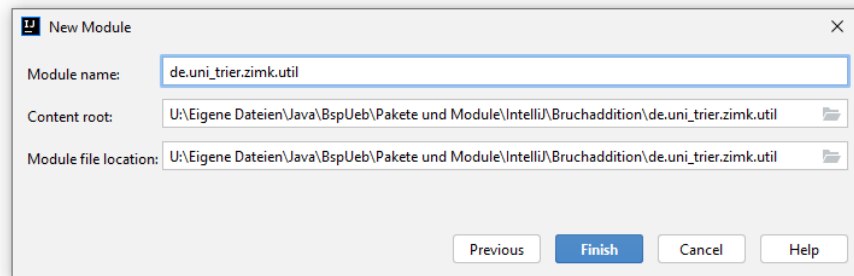 IJ New Module
Module name: de.uni_trier.zimk.util
Content root: U:\Eigene Dateien\Java\BspUeb\Pakete und Module\IntelliJ\Bruchaddition\de.uni_trier.zimk.util
Module file location: U:\Eigene Dateien\Java\BspUeb\Pakete und Module\IntelliJ\Bruchaddition\de.uni_trier.zimk.util
Previous Finish Cancel Help